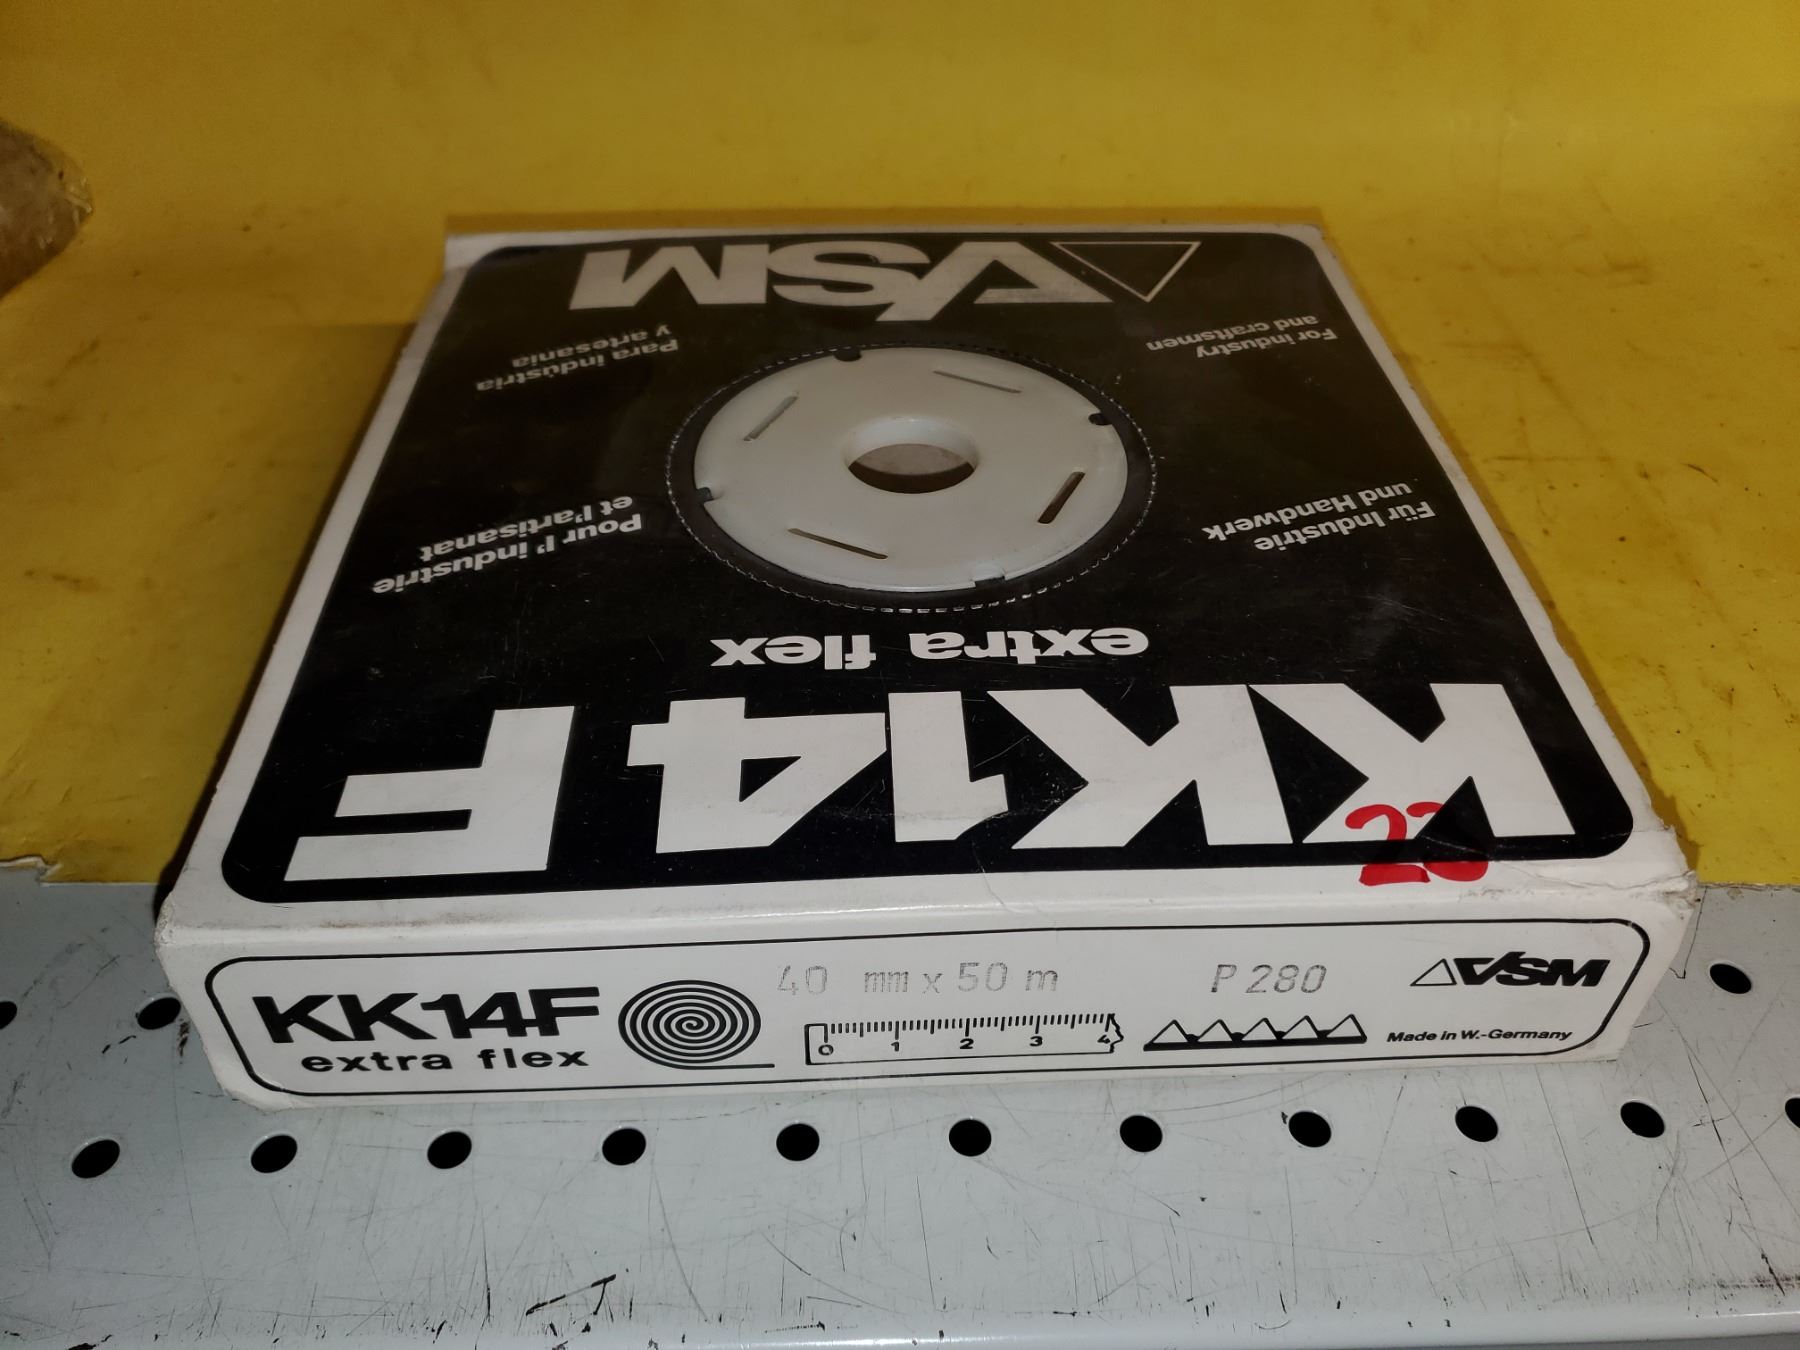 VSM
For industry
and craftsmen
Para indústria
y artesania
Für Industrie
und Handwerk
Pour l'industrie
et l'artisanat
extra flex
KK14F
KK14F
extra flex
40 mm x 50 m
0 1 2 3 4
P 280
VSM
Made in W.-Germany